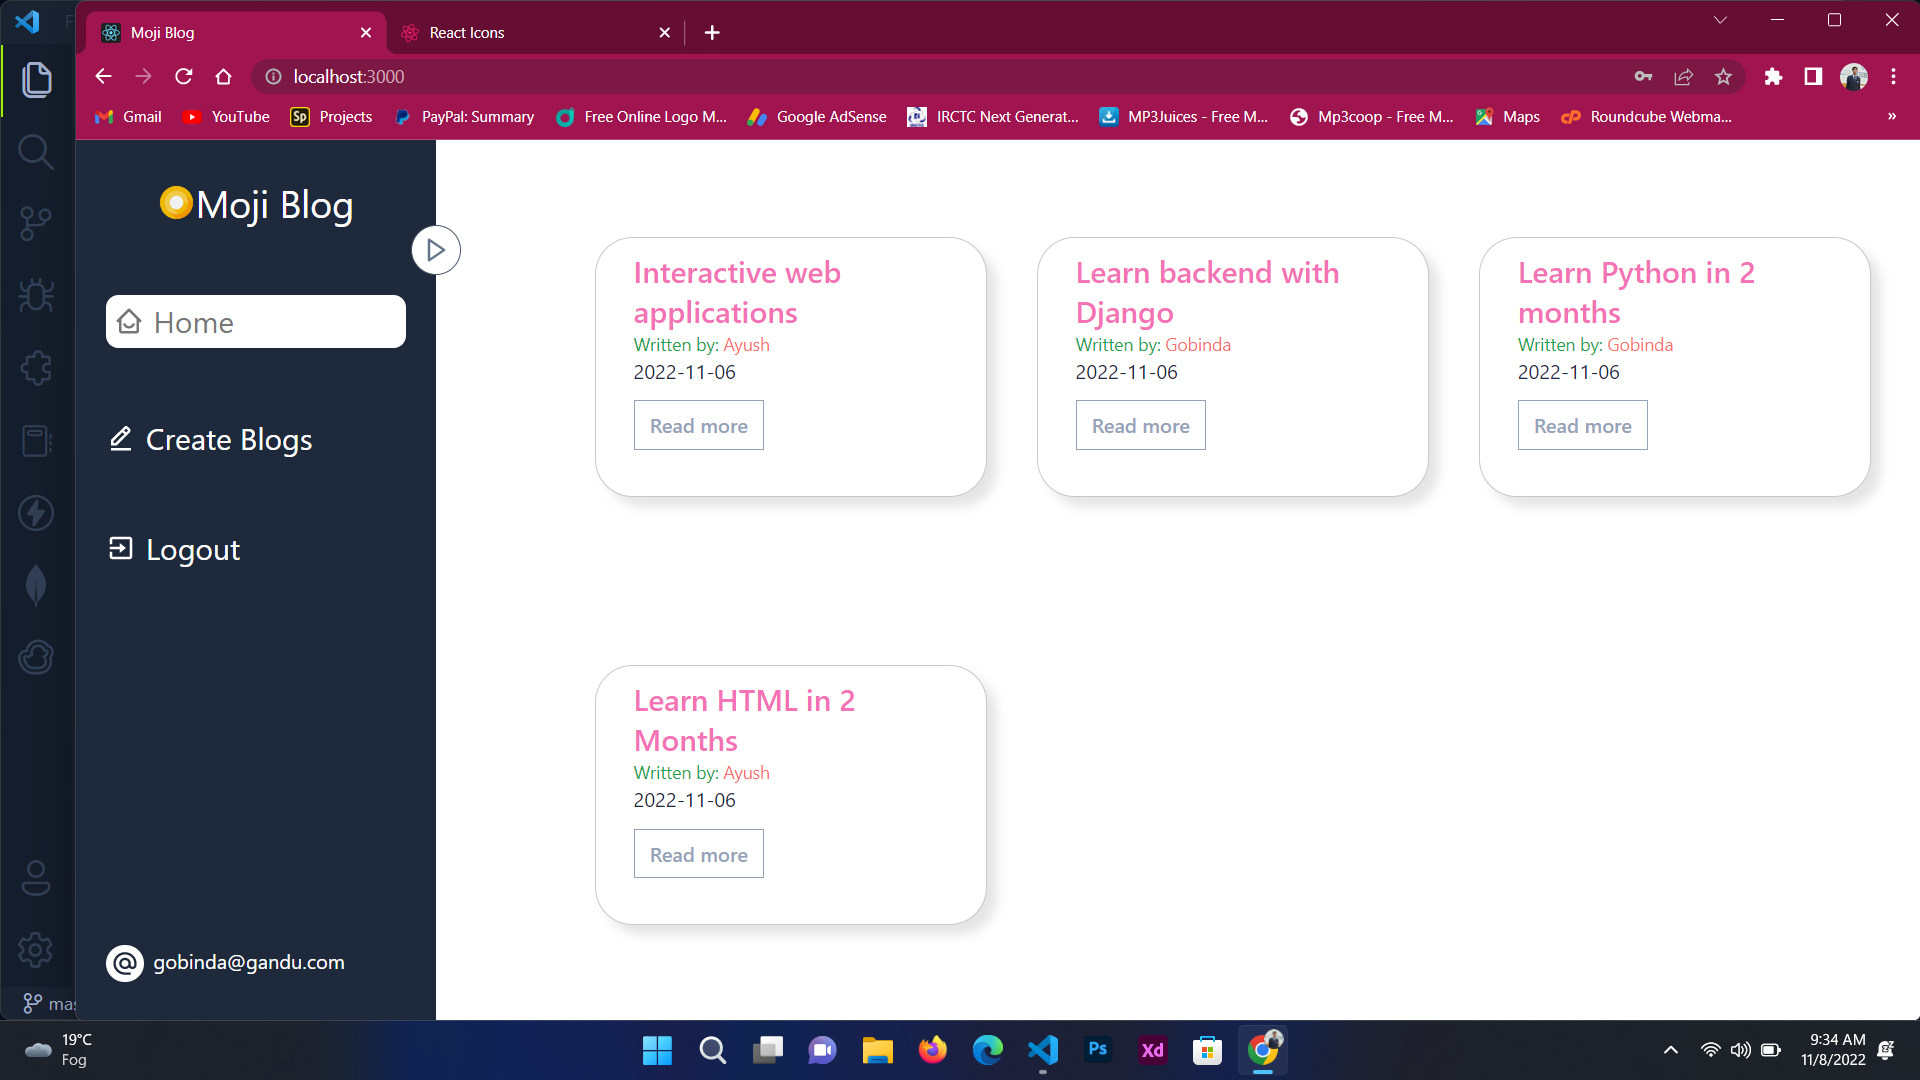 Moji Blog
React Icons
localhost:3000
Gmail
YouTube
Sp
Projects
PayPal: Summary
Free Online Logo M...
Google AdSense
IRCTC Next Generat...
MP3Juices - Free M...
Mp3coop - Free M...
Maps
cP
Roundcube Webma...
»
Moji Blog
Home
Create Blogs
Logout
@ gobinda@gandu.com
Interactive web
applications
Written by: Ayush
2022-11-06
Read more
Learn backend with
Django
Written by: Gobinda
2022-11-06
Read more
Learn Python in 2
months
Written by: Gobinda
2022-11-06
Read more
Learn HTML in 2
Months
Written by: Ayush
2022-11-06
Read more
19°C
Fog
Ps
Xd
9:34 AM
11/8/2022